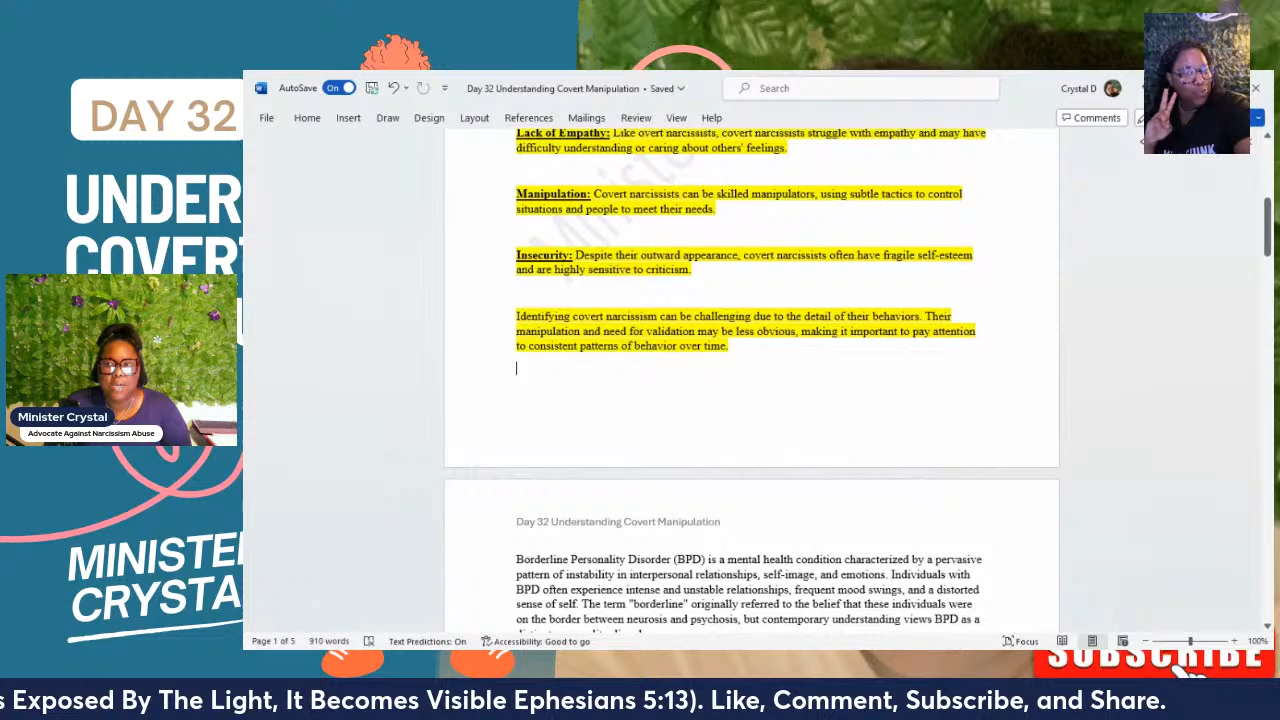 DAY 32
UNDER
COVERT
MINISTER
CRYSTAL
Minister Crystal
Advocate Against Narcissism Abuse
AutoSave On
Day 32 Understanding Covert Manipulation • Saved
Search
Crystal D
File Home Insert Draw Design Layout References Mailings Review View Help
Comments
Lack of Empathy: Like overt narcissists, covert narcissists struggle with empathy and may have
difficulty understanding or caring about others' feelings.
Manipulation: Covert narcissists can be skilled manipulators, using subtle tactics to control
situations and people to meet their needs.
Insecurity: Despite their outward appearance, covert narcissists often have fragile self-esteem
and are highly sensitive to criticism.
Identifying covert narcissism can be challenging due to the detail of their behaviors. Their
manipulation and need for validation may be less obvious, making it important to pay attention
to consistent patterns of behavior over time.
Day 32 Understanding Covert Manipulation
Borderline Personality Disorder (BPD) is a mental health condition characterized by a pervasive
pattern of instability in interpersonal relationships, self-image, and emotions. Individuals with
BPD often experience intense and unstable relationships, frequent mood swings, and a distorted
sense of self. The term "borderline" originally referred to the belief that these individuals were
on the border between neurosis and psychosis, but contemporary understanding views BPD as a
Page 1 of 5 910 words Text Predictions: On Accessibility: Good to go
Focus
100%
SUBSCRIBE
s Exposed By The Light, It Becomes Visible Ephesians 5:13). Like, Comment, Subscribe, and Share.